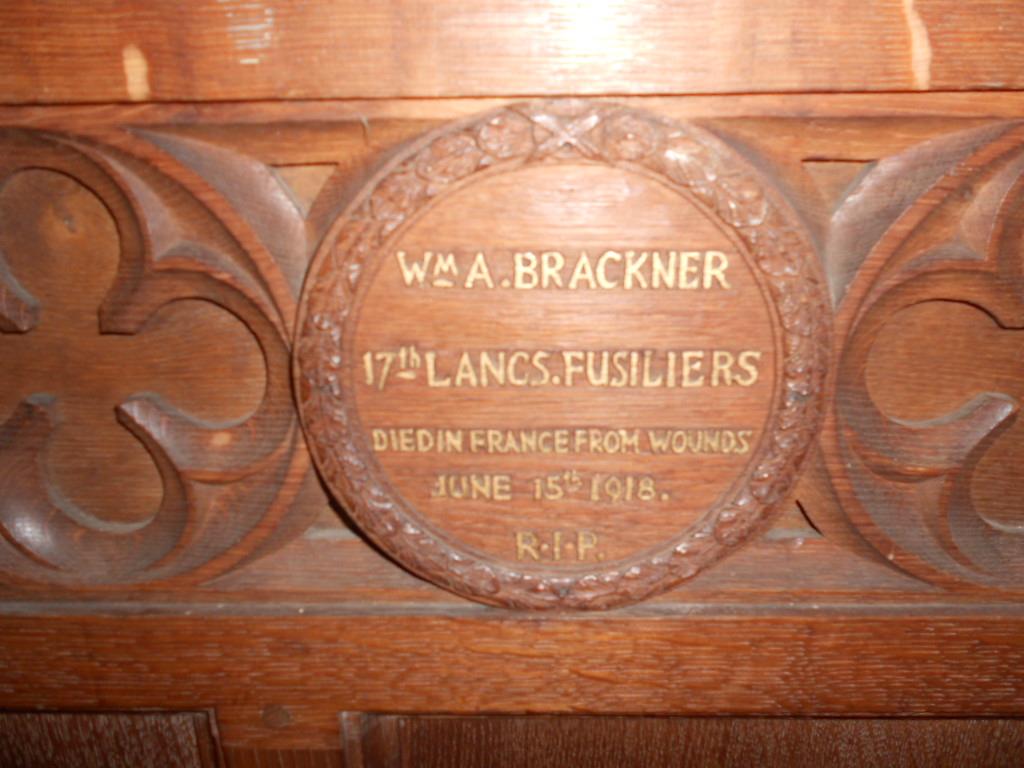 Wm A. BRACKNER
17th LANCS. FUSILIERS
DIED IN FRANCE FROM WOUNDS
JUNE 15th 1918.
R·I·P.